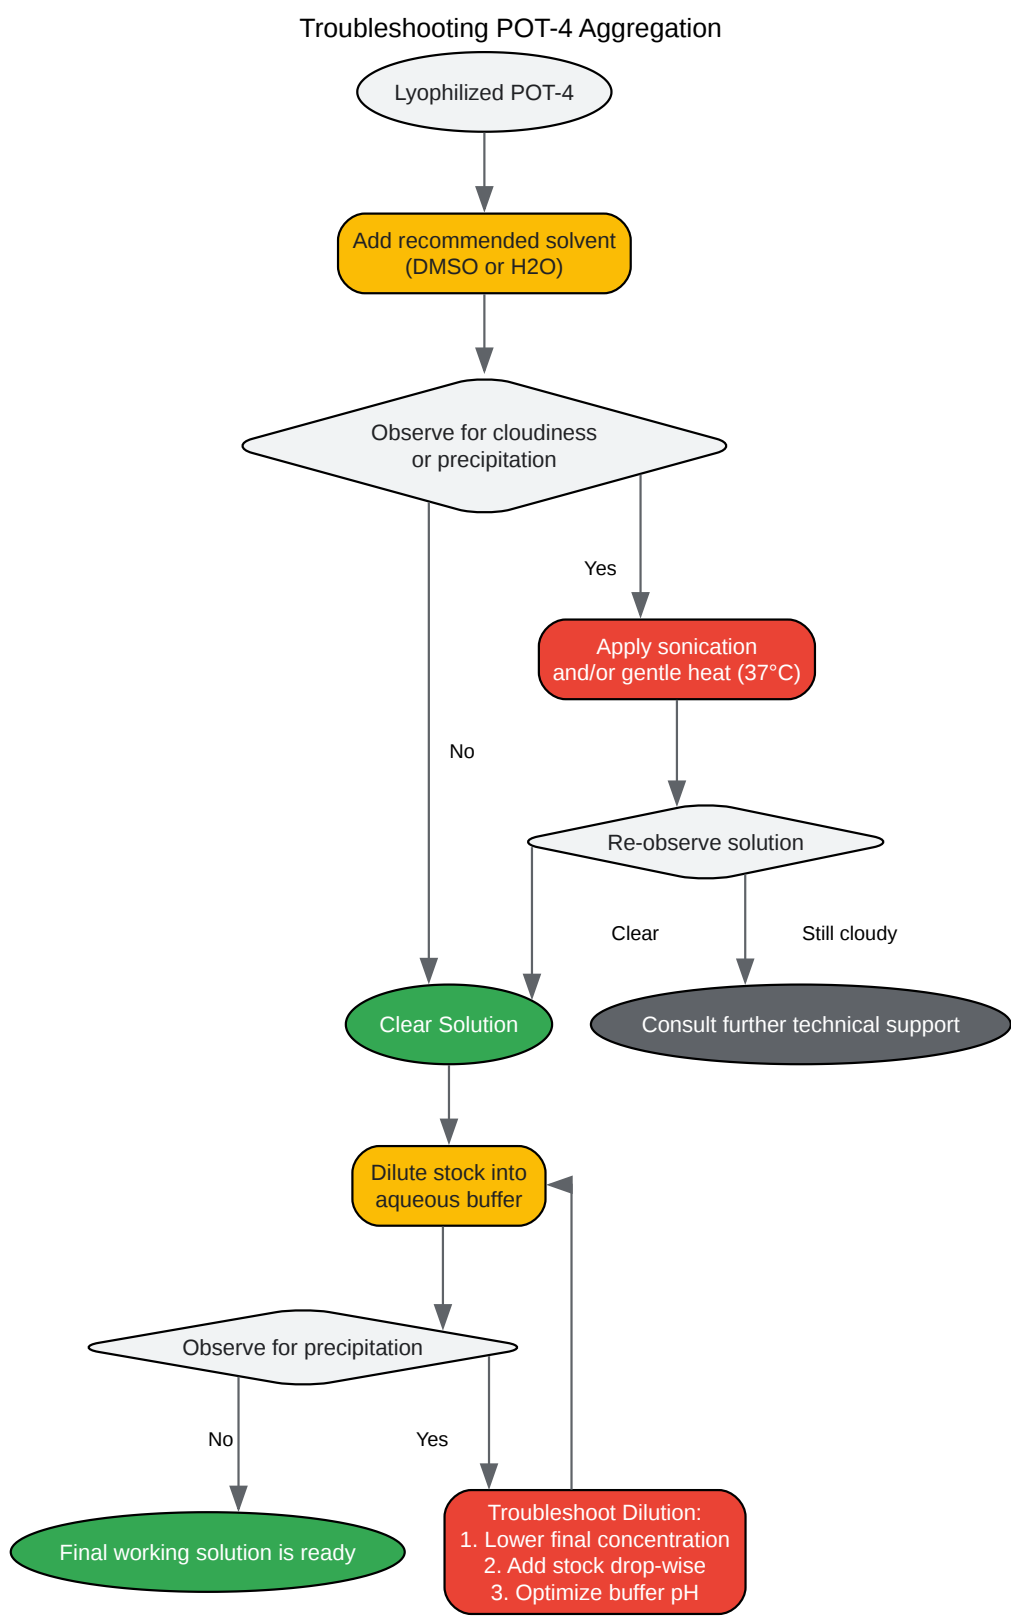 Troubleshooting POT-4 Aggregation
Lyophilized POT-4
Add recommended solvent
(DMSO or H2O)
Observe for cloudiness
or precipitation
Yes
Apply sonication
and/or gentle heat (37°C)
No
Re-observe solution
Clear
Still cloudy
Clear Solution
Consult further technical support
Dilute stock into
aqueous buffer
Observe for precipitation
No
Yes
Troubleshoot Dilution:
1. Lower final concentration
2. Add stock drop-wise
3. Optimize buffer pH
Final working solution is ready